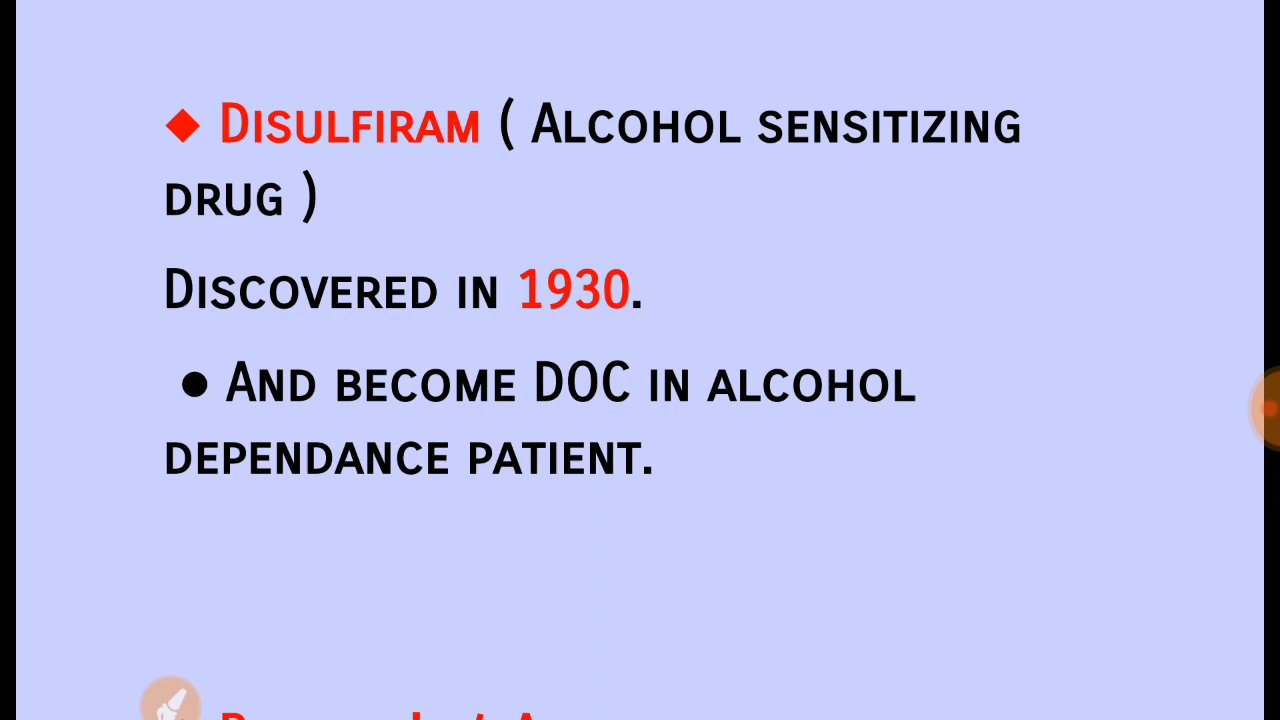 ◆ Disulfiram ( Alcohol sensitizing
drug )
Discovered in 1930.
● And become DOC in alcohol
dependance patient.